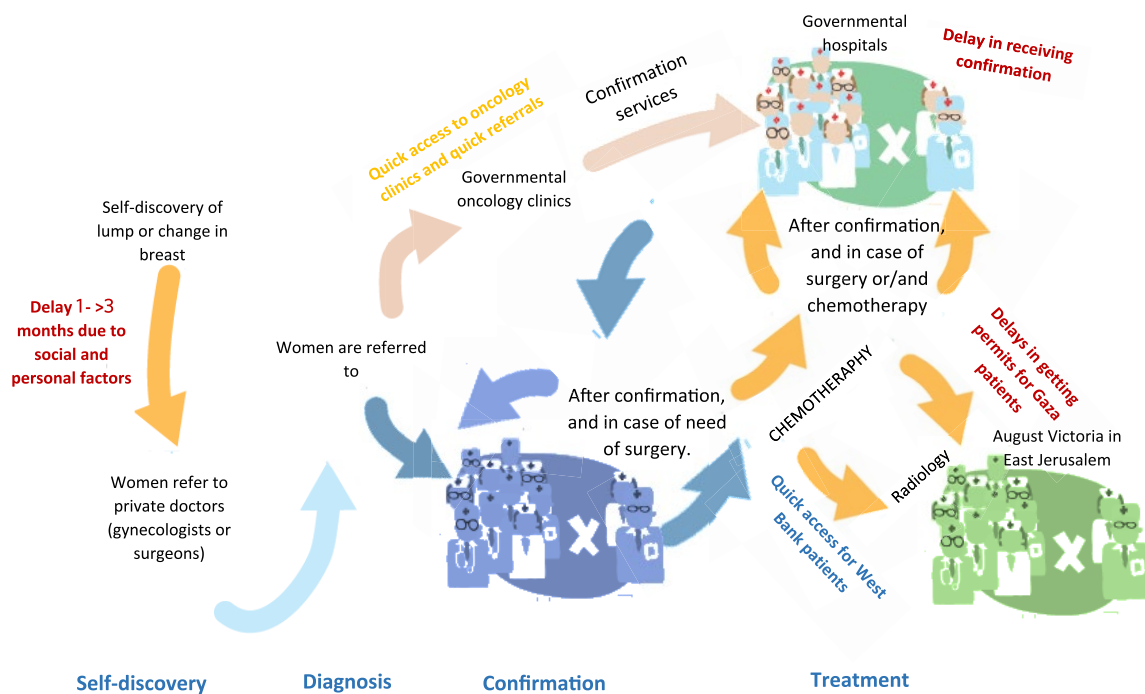 Self-discovery of
lump or change in
breast
Delay 1- >3
months due to
social and
personal factors
Women refer to
private doctors
(gynecologists or
surgeons)
Women are referred
to
Quick access to oncology
clinics and quick referrals
Governmental
oncology clinics
Confirmation
services
Governmental
hospitals
Delay in receiving
confirmation
After confirmation,
and in case of
surgery or/and
chemotherapy
After confirmation,
and in case of need
of surgery.
CHEMOTHERAPHY
Radiology
Delays in getting
permits for Gaza
patients
August Victoria in
East Jerusalem
Quick access for West
Bank patients
Self-discovery
Diagnosis
Confirmation
Treatment